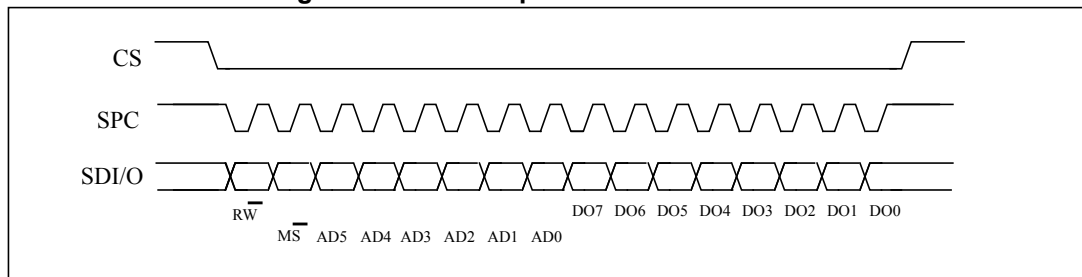 CS
SPC
SDI/O
RW
DO7 DO6 DO5 DO4 DO3 DO2 DO1 DO0
MS AD5 AD4 AD3 AD2 AD1 AD0